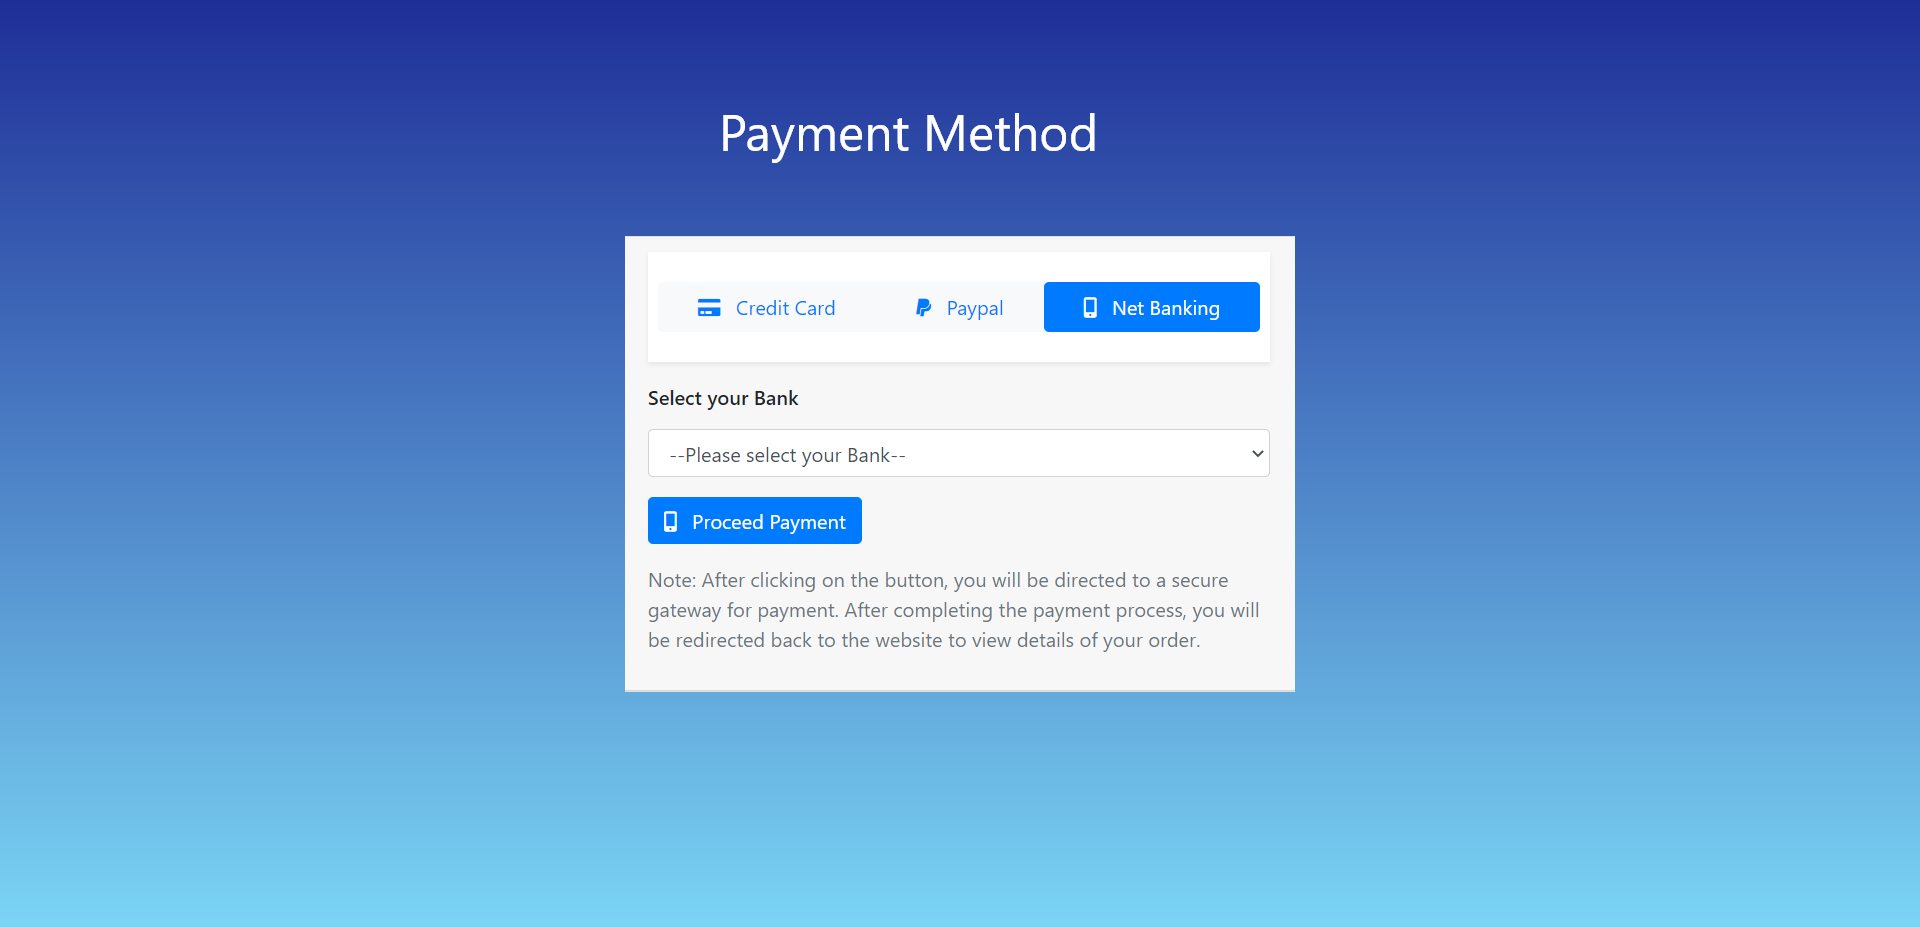 Payment Method
Credit Card Paypal Net Banking
Select your Bank
--Please select your Bank--
Proceed Payment
Note: After clicking on the button, you will be directed to a secure
gateway for payment. After completing the payment process, you will
be redirected back to the website to view details of your order.